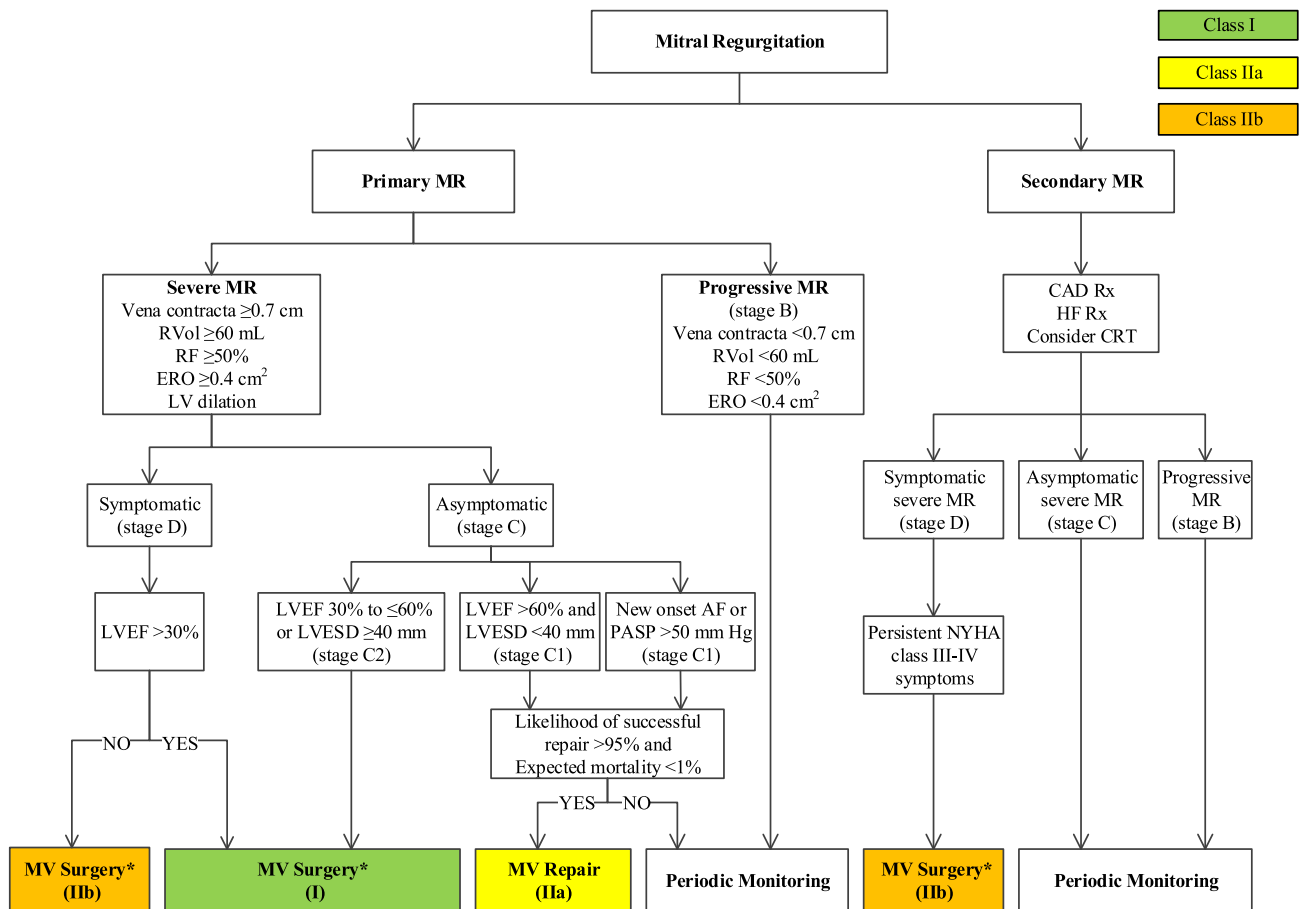 Mitral Regurgitation
Class I
Class IIa
Class IIb
Primary MR
Secondary MR
Severe MR
Vena contracta ≥0.7 cm
RVol ≥60 mL
RF ≥50%
ERO ≥0.4 cm²
LV dilation
Progressive MR
(stage B)
Vena contracta <0.7 cm
RVol <60 mL
RF <50%
ERO <0.4 cm²
CAD Rx
HF Rx
Consider CRT
Symptomatic
(stage D)
Asymptomatic
(stage C)
Symptomatic
severe MR
(stage D)
Asymptomatic
severe MR
(stage C)
Progressive
MR
(stage B)
LVEF >30%
LVEF 30% to ≤60%
or LVESD ≥40 mm
(stage C2)
LVEF >60% and
LVESD <40 mm
(stage C1)
New onset AF or
PASP >50 mm Hg
(stage C1)
Persistent NYHA
class III-IV
symptoms
Likelihood of successful
repair >95% and
Expected mortality <1%
NO
YES
YES
NO
MV Surgery*
(IIb)
MV Surgery*
(I)
MV Repair
(IIa)
Periodic Monitoring
MV Surgery*
(IIb)
Periodic Monitoring